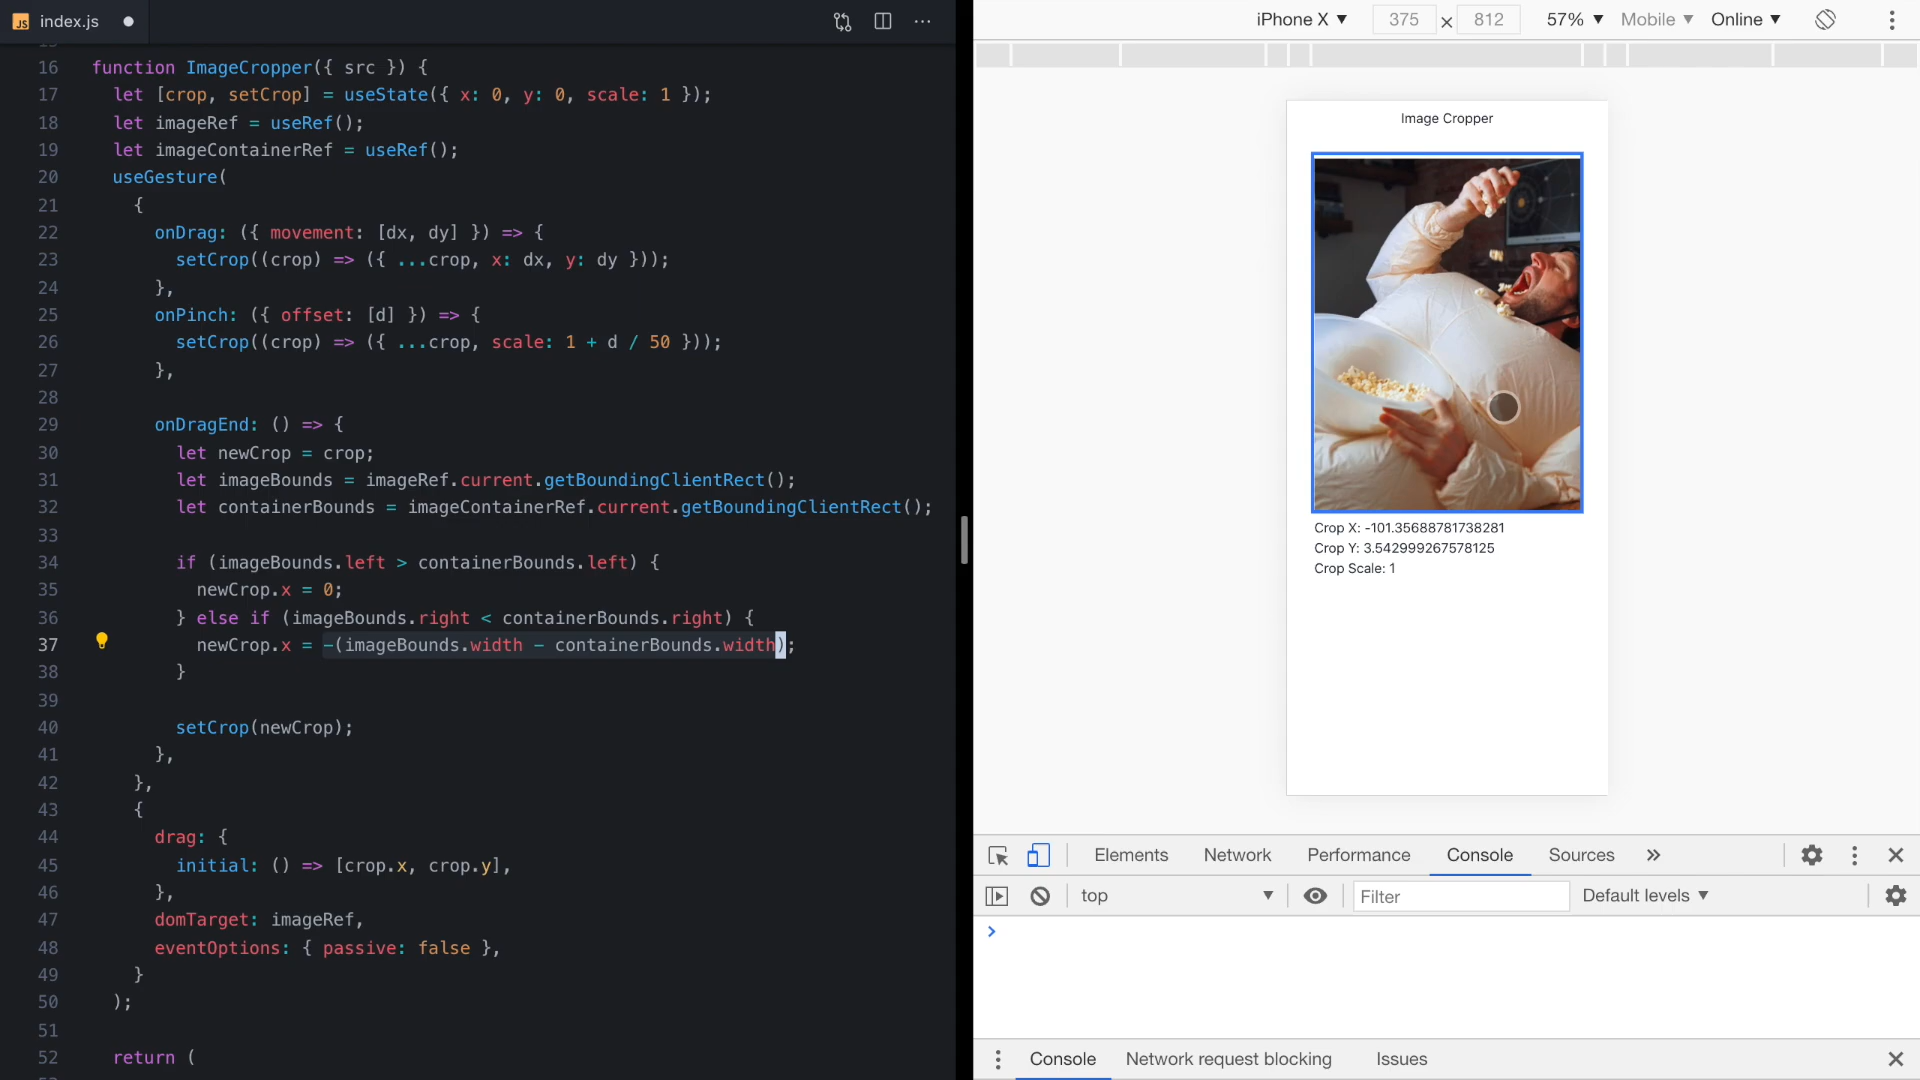 index.js
16 function ImageCropper({ src }) {
17 let [crop, setCrop] = useState({ x: 0, y: 0, scale: 1 });
18 let imageRef = useRef();
19 let imageContainerRef = useRef();
20 useGesture(
21 {
22 onDrag: ({ movement: [dx, dy] }) => {
23 setCrop((crop) => ({ ...crop, x: dx, y: dy }));
24 },
25 onPinch: ({ offset: [d] }) => {
26 setCrop((crop) => ({ ...crop, scale: 1 + d / 50 }));
27 },
28
29 onDragEnd: () => {
30 let newCrop = crop;
31 let imageBounds = imageRef.current.getBoundingClientRect();
32 let containerBounds = imageContainerRef.current.getBoundingClientRect();
33
34 if (imageBounds.left > containerBounds.left) {
35 newCrop.x = 0;
36 } else if (imageBounds.right < containerBounds.right) {
37 newCrop.x = -(imageBounds.width - containerBounds.width);
38 }
39
40 setCrop(newCrop);
41 },
42 },
43 {
44 drag: {
45 initial: () => [crop.x, crop.y],
46 },
47 domTarget: imageRef,
48 eventOptions: { passive: false },
49 }
50 );
51
52 return (
iPhone X 375 x 812 57% Mobile Online
Image Cropper
Crop X: -101.35688781738281
Crop Y: 3.542999267578125
Crop Scale: 1
Elements Network Performance Console Sources
top Filter Default levels
Console Network request blocking Issues